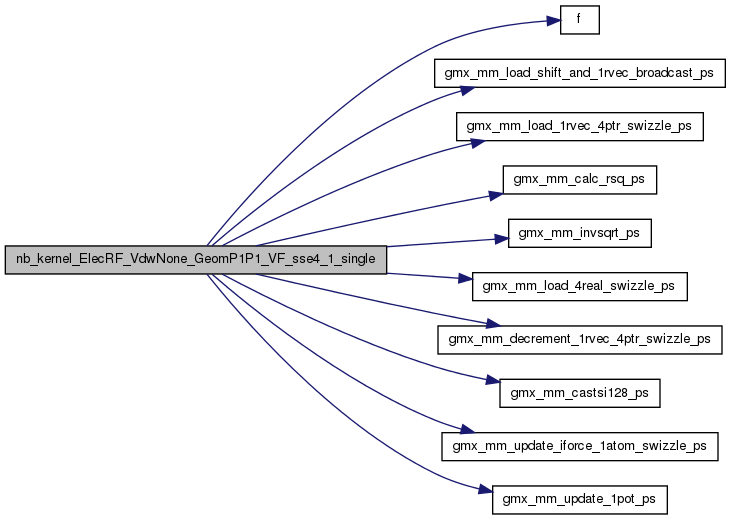 f
gmx_mm_load_shift_and_1rvec_broadcast_ps
gmx_mm_load_1rvec_4ptr_swizzle_ps
gmx_mm_calc_rsq_ps
gmx_mm_invsqrt_ps
nb_kernel_ElecRF_VdwNone_GeomP1P1_VF_sse4_1_single
gmx_mm_load_4real_swizzle_ps
gmx_mm_decrement_1rvec_4ptr_swizzle_ps
gmx_mm_castsi128_ps
gmx_mm_update_iforce_1atom_swizzle_ps
gmx_mm_update_1pot_ps